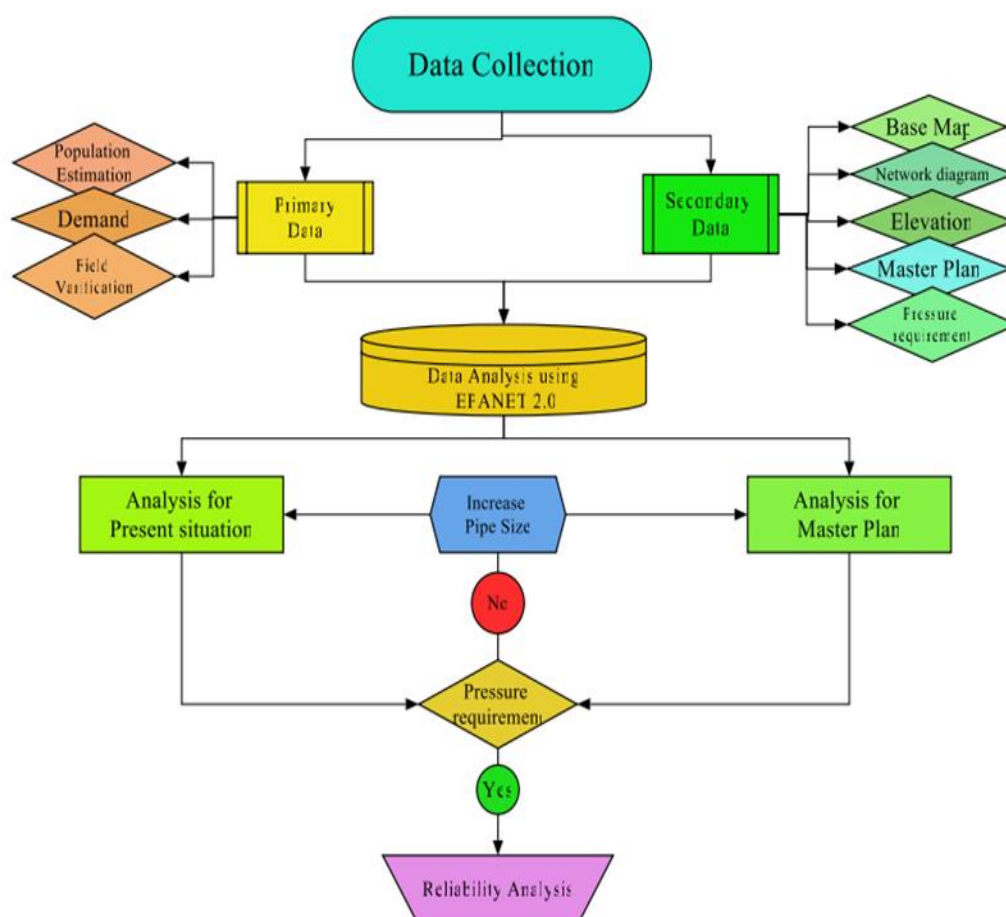 Data Collection
Population
Estimation
Demand
Field
Varification
Primary
Data
Secondary
Data
Base Map
Network diagram
Elevation
Master Plan
Pressure
requirement
Data Analysis using
EPANET 2.0
Analysis for
Present situation
Increase
Pipe Size
Analysis for
Master Plan
No
Pressure
requirement
Yes
Reliability Analysis